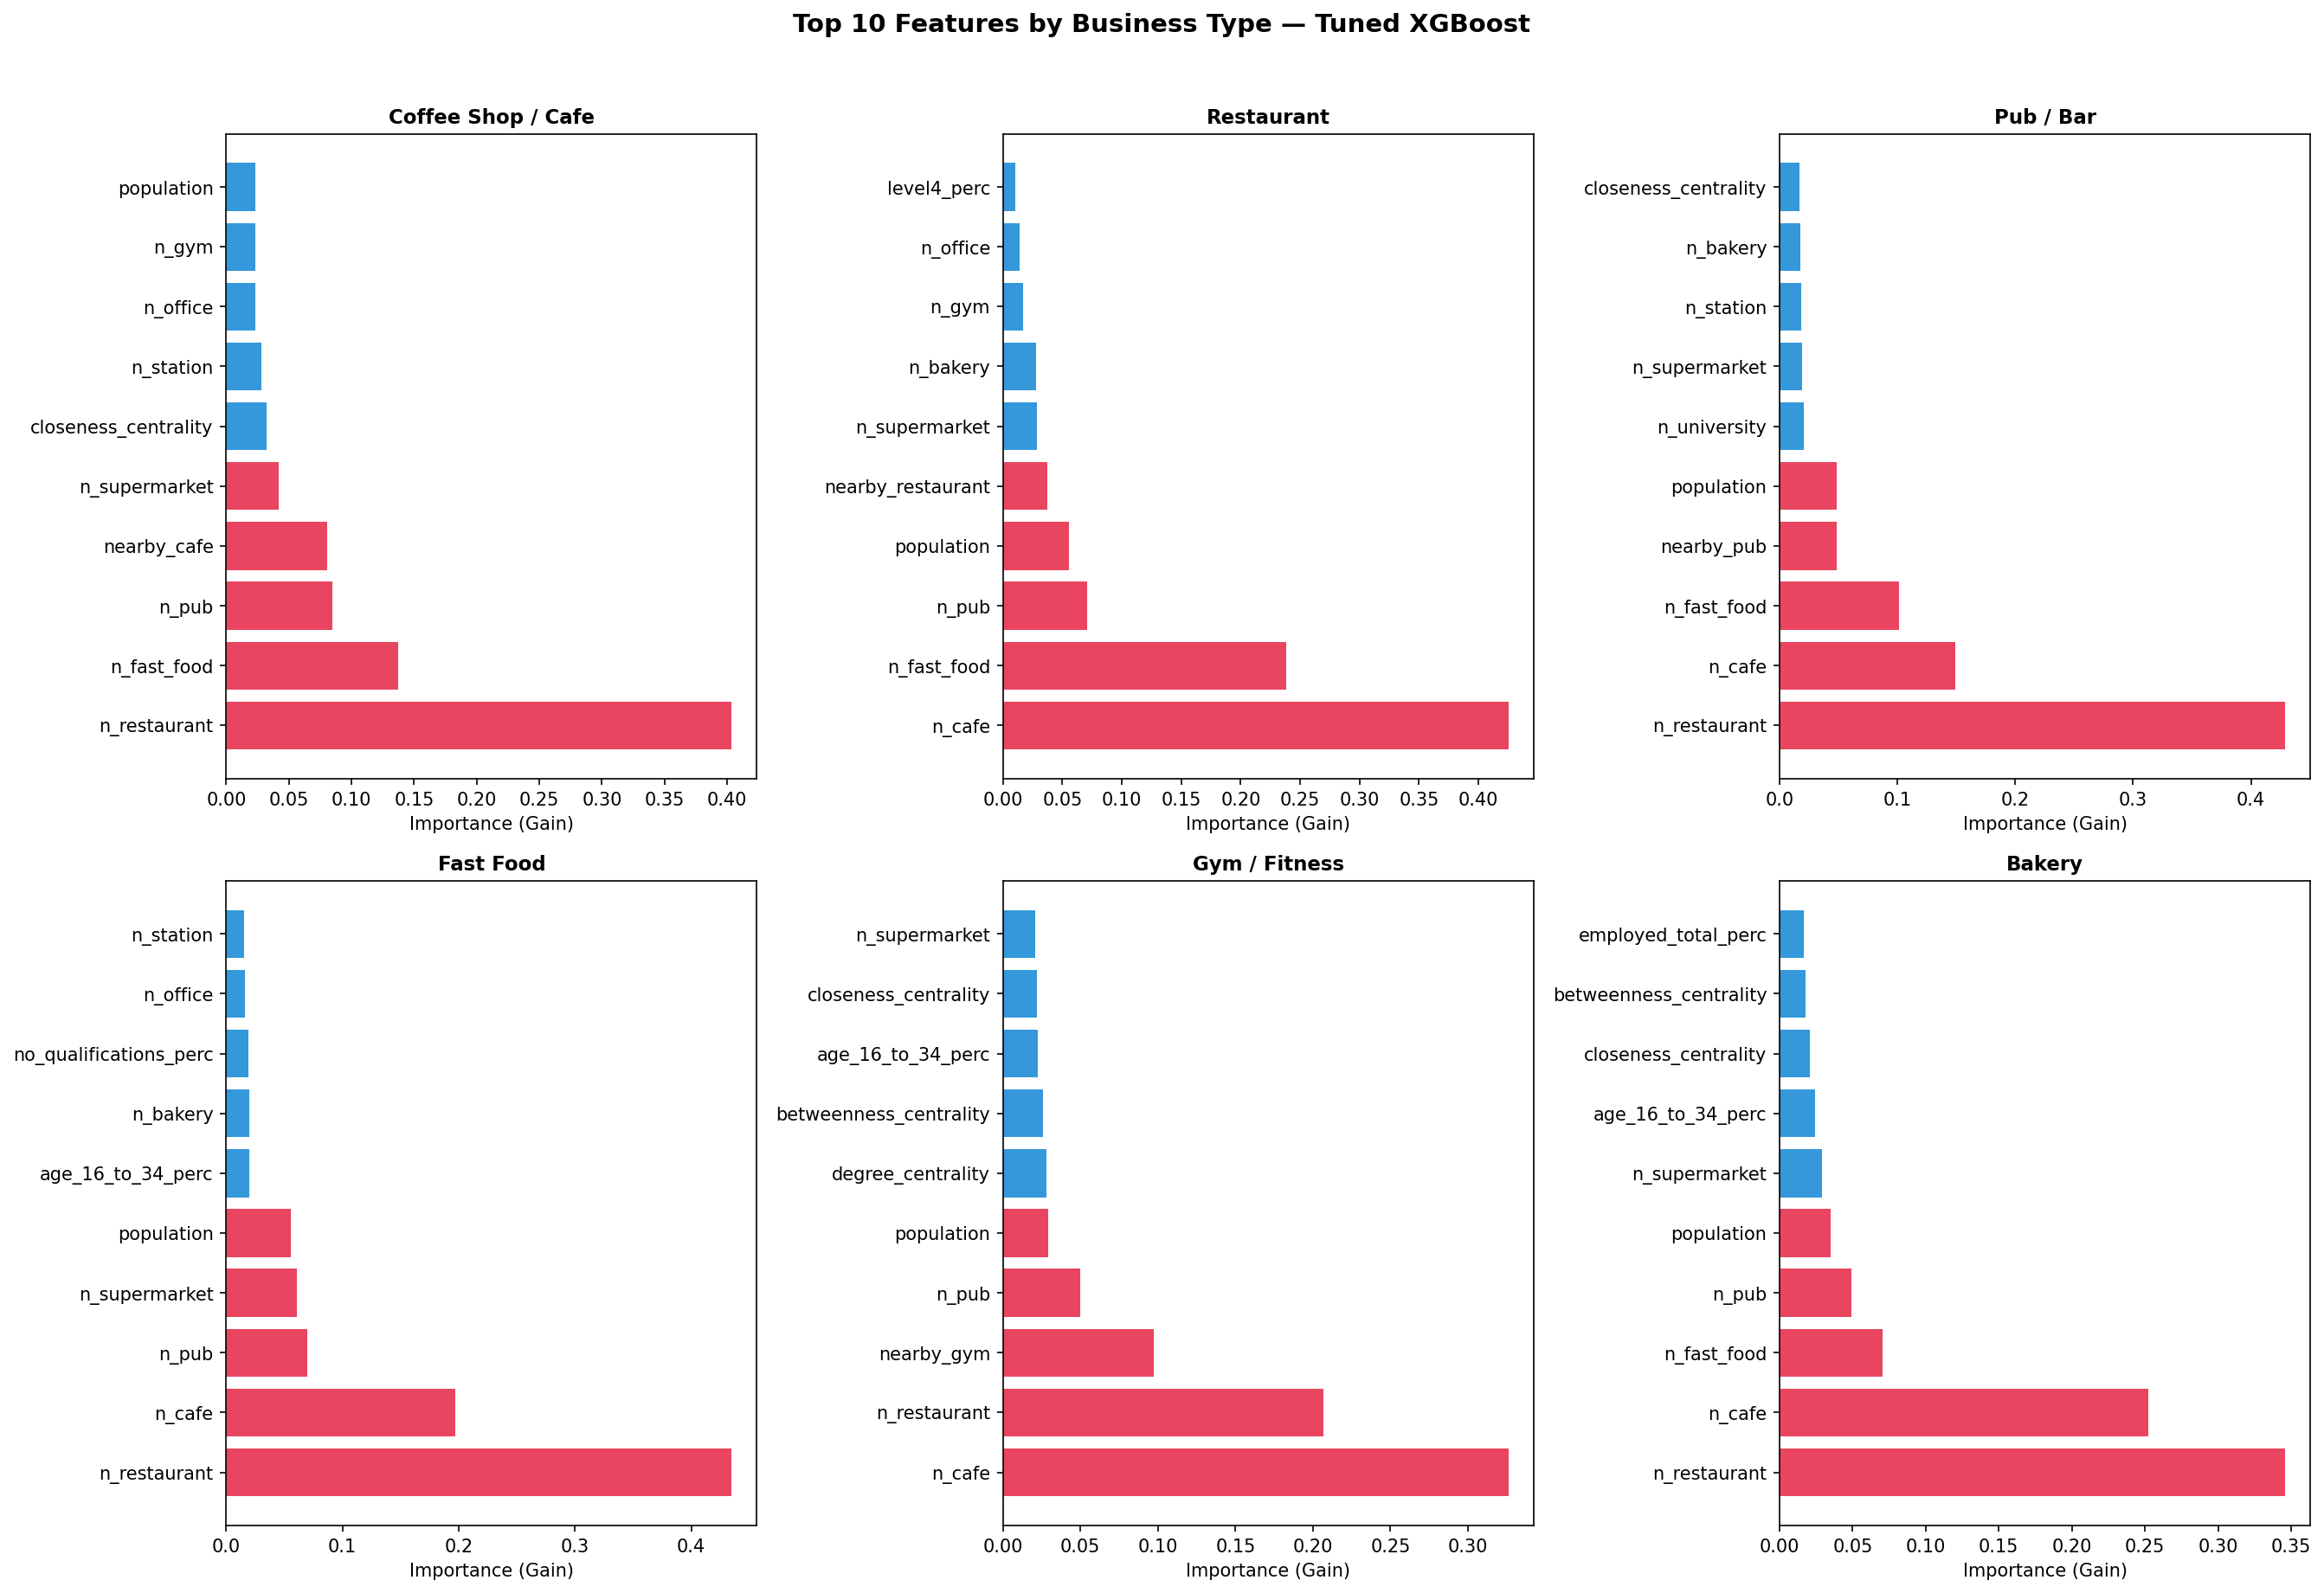 Top 10 Features by Business Type — Tuned XGBoost
Coffee Shop / Cafe
population
n_gym
n_office
n_station
closeness_centrality
n_supermarket
nearby_cafe
n_pub
n_fast_food
n_restaurant
0.00 0.05 0.10 0.15 0.20 0.25 0.30 0.35 0.40
Importance (Gain)
Restaurant
level4_perc
n_office
n_gym
n_bakery
n_supermarket
nearby_restaurant
population
n_pub
n_fast_food
n_cafe
0.00 0.05 0.10 0.15 0.20 0.25 0.30 0.35 0.40
Importance (Gain)
Pub / Bar
closeness_centrality
n_bakery
n_station
n_supermarket
n_university
population
nearby_pub
n_fast_food
n_cafe
n_restaurant
0.0 0.1 0.2 0.3 0.4
Importance (Gain)
Fast Food
n_station
n_office
no_qualifications_perc
n_bakery
age_16_to_34_perc
population
n_supermarket
n_pub
n_cafe
n_restaurant
0.0 0.1 0.2 0.3 0.4
Importance (Gain)
Gym / Fitness
n_supermarket
closeness_centrality
age_16_to_34_perc
betweenness_centrality
degree_centrality
population
n_pub
nearby_gym
n_restaurant
n_cafe
0.00 0.05 0.10 0.15 0.20 0.25 0.30
Importance (Gain)
Bakery
employed_total_perc
betweenness_centrality
closeness_centrality
age_16_to_34_perc
n_supermarket
population
n_pub
n_fast_food
n_cafe
n_restaurant
0.00 0.05 0.10 0.15 0.20 0.25 0.30 0.35
Importance (Gain)